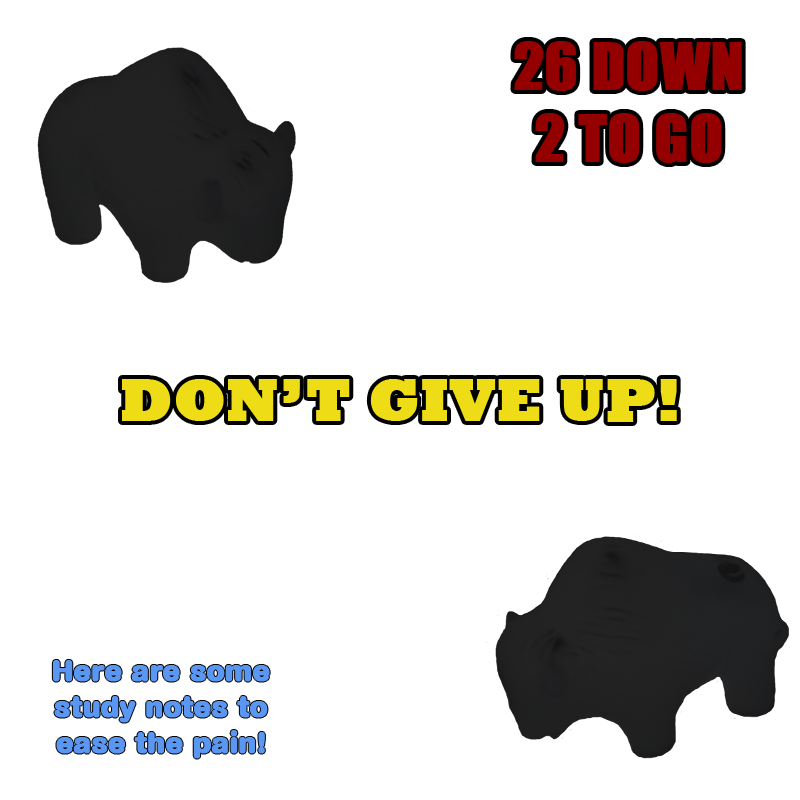 26 DOWN
2 TO GO
DON’T GIVE UP!
Here are some
study notes to
ease the pain!